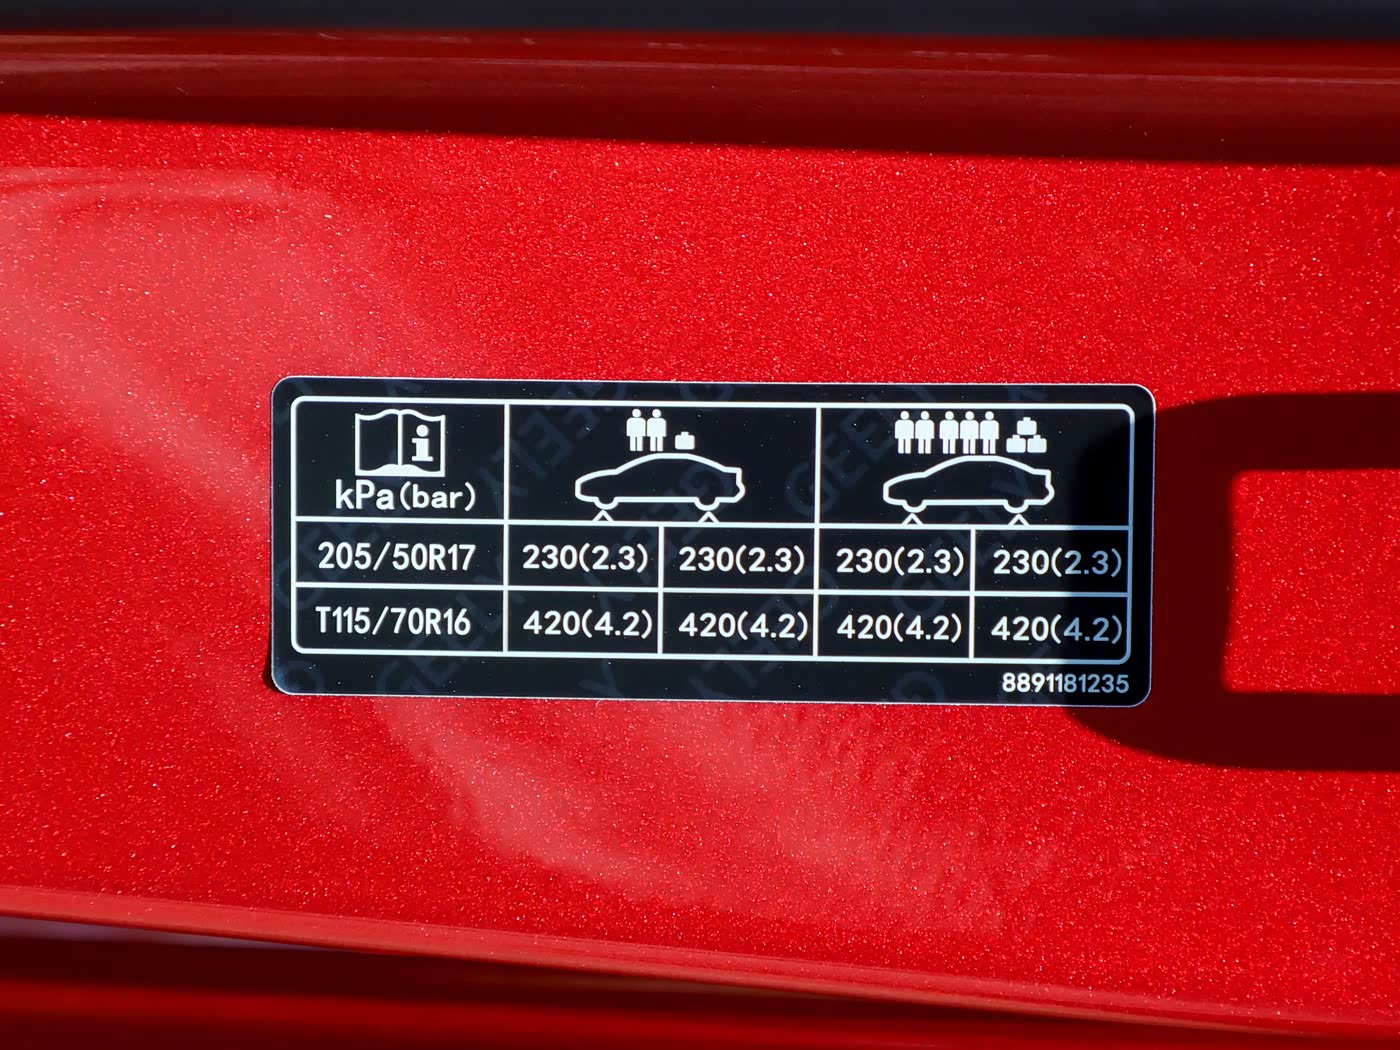 kPa(bar)
205/50R17 230(2.3) 230(2.3) 230(2.3) 230(2.3)
T115/70R16 420(4.2) 420(4.2) 420(4.2) 420(4.2)
8891181235